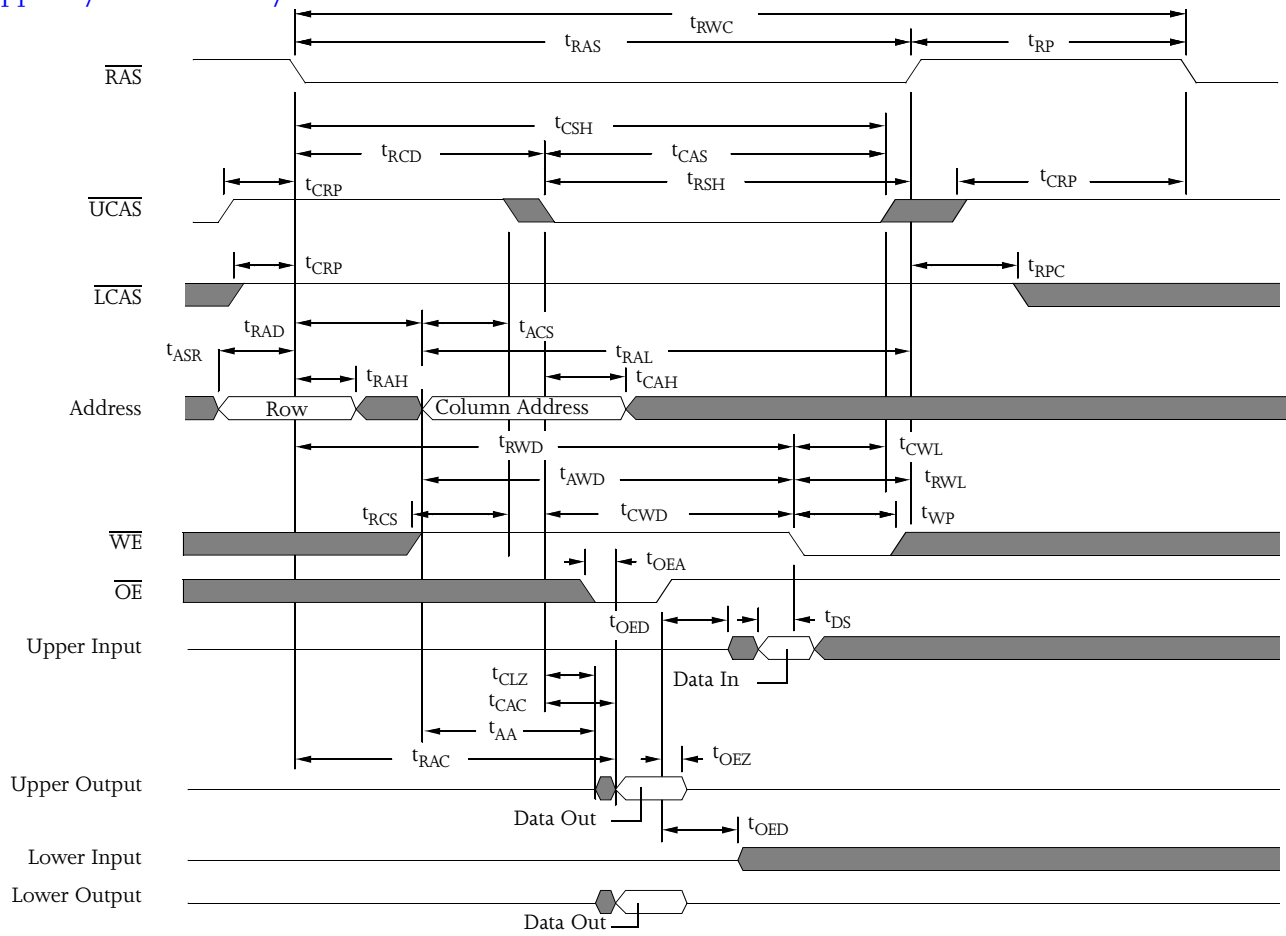 tRWC
tRAS
tRP
RAS
tCSH
tRCD
tCAS
tCRP
tRSH
tCRP
UCAS
tCRP
tRPC
LCAS
tRAD
tACS
tASR
tRAL
tRAH
tCAH
Address
Row
Column Address
tRWD
tCWL
tAWD
tRWL
tRCS
tCWD
tWP
WE
tOEA
OE
tOED
tDS
Upper Input
tCLZ
Data In
tCAC
tAA
tRAC
tOEZ
Upper Output
Data Out
tOED
Lower Input
Lower Output
Data Out